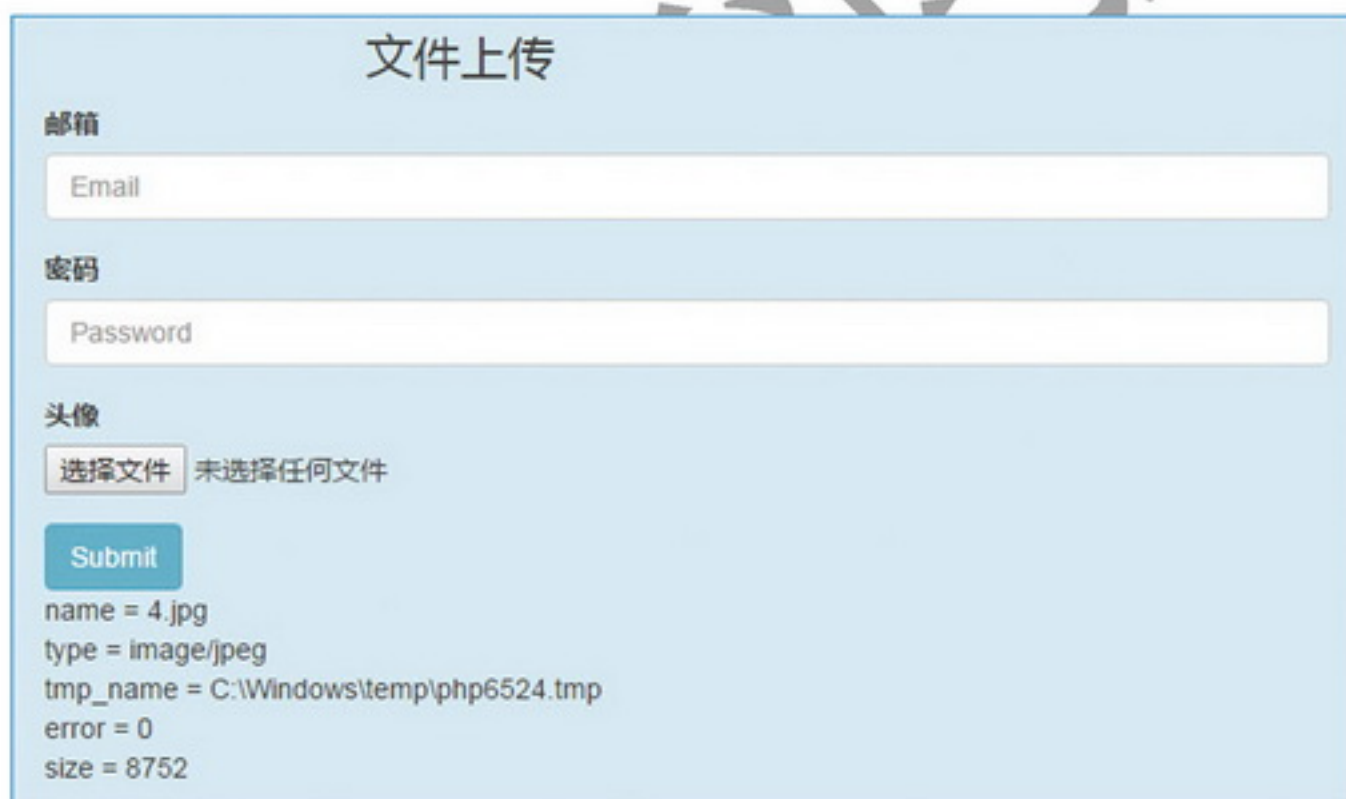 文件上传
邮箱
Email
密码
Password
头像
选择文件 未选择任何文件
Submit
name = 4.jpg
type = image/jpeg
tmp_name = C:\Windows\temp\php6524.tmp
error = 0
size = 8752